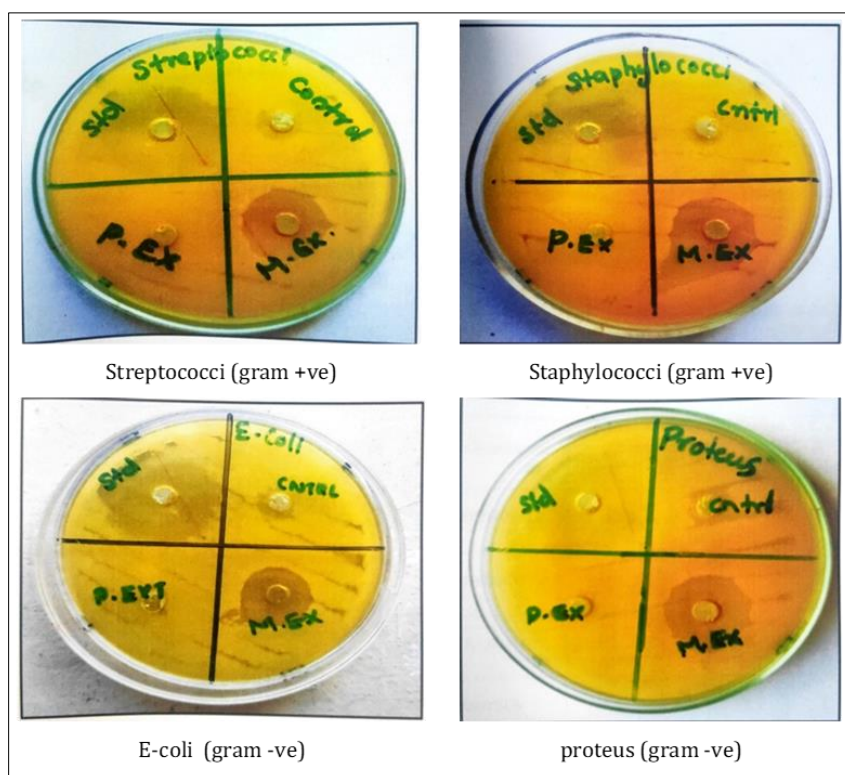 Streptococci
std
Control
P. EX
M. Ex.
Staphylococci
std
Cntrl
P. Ex
M. EX
Streptococci (gram +ve)
Staphylococci (gram +ve)
E-coli
Std
CNTRL
P. EXT
M. EX
Proteus
std
Cntrl
P. EX
M. EX
E-coli (gram -ve)
proteus (gram -ve)